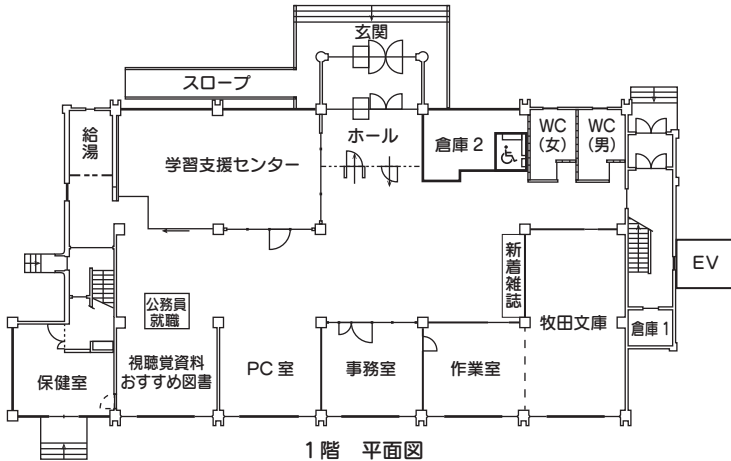 玄関
スロープ
給湯
学習支援センター
ホール
倉庫2
WC
(女)
WC
(男)
新着雑誌
EV
公務員
就職
牧田文庫
倉庫1
保健室
視聴覚資料
おすすめ図書
PC室
事務室
作業室
1階 平面図